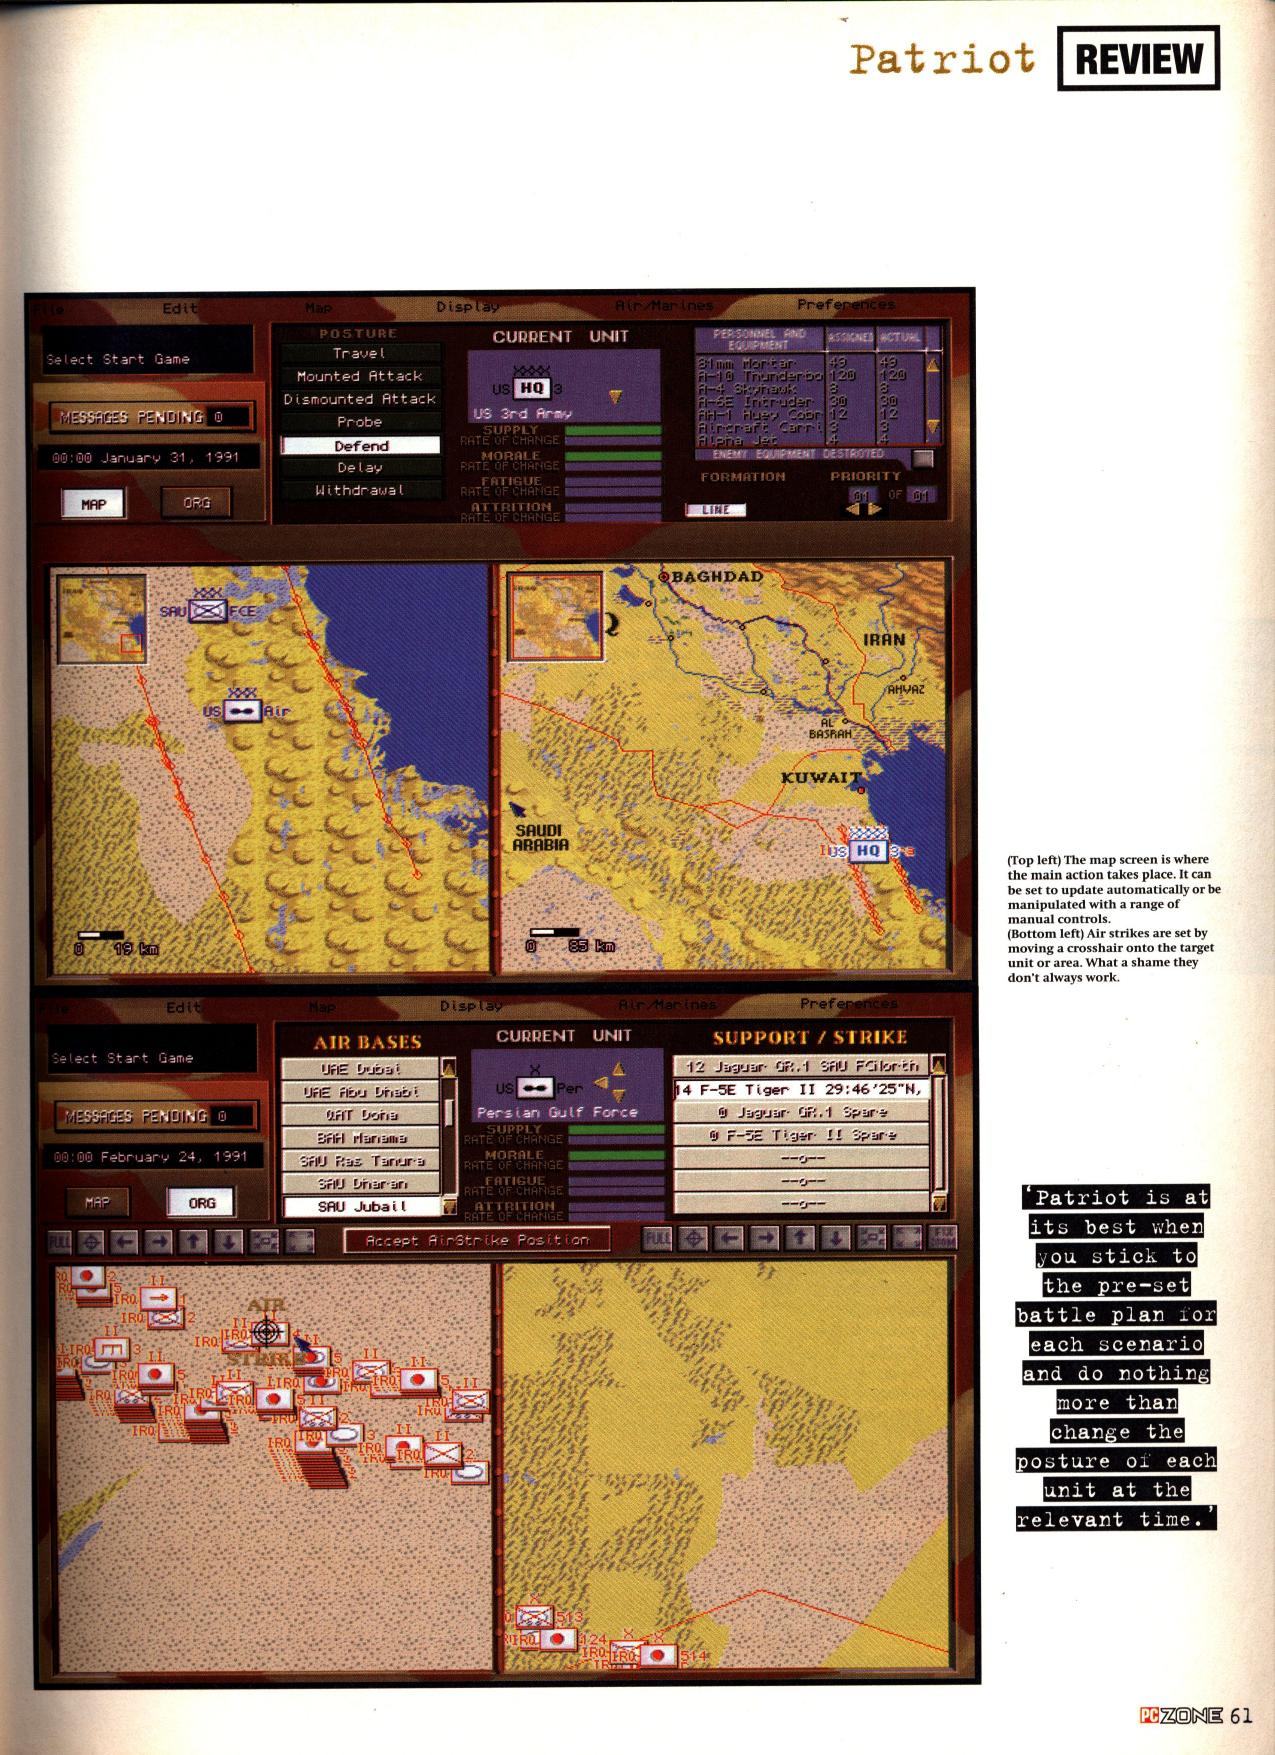 Patriot REVIEW
File Edit Map Display Air/Marines Preferences
Select Start Game
MESSAGES PENDING 0
00:00 January 31, 1991
MAP ORG
POSTURE
Travel
Mounted Attack
Dismounted Attack
Probe
Defend
Delay
Withdrawal
CURRENT UNIT
XXXX
US HQ 3
US 3rd Army
SUPPLY
RATE OF CHANGE
MORALE
RATE OF CHANGE
FATIGUE
RATE OF CHANGE
ATTRITION
RATE OF CHANGE
PERSONNEL AND EQUIPMENT ASSIGNED ACTUAL
81mm Mortar 49 49
A-10 Thunderbo 120 120
A-4 Skyhawk 8 8
A-6E Intruder 30 30
AH-1 Huey Cobr 12 12
Aircraft Carri 3 3
Alpha Jet 4 4
ENEMY EQUIPMENT DESTROYED
FORMATION PRIORITY
LINE
01 OF 01
XXX
SAU FCE
XXX
US Air
0 19 km
BAGHDAD
IRAN
AHVAZ
AL BASRAH
KUWAIT
SAUDI
ARABIA
US HQ
0 85 km
(Top left) The map screen is where
the main action takes place. It can
be set to update automatically or be
manipulated with a range of
manual controls.
(Bottom left) Air strikes are set by
moving a crosshair onto the target
unit or area. What a shame they
don't always work.
File Edit Map Display Air/Marines Preferences
Select Start Game
MESSAGES PENDING 0
00:00 February 24, 1991
MAP ORG
AIR BASES
UAE Dubai
UAE Abu Dhabi
QAT Doha
BAH Manama
SAU Ras Tanura
SAU Dharan
SAU Jubail
CURRENT UNIT
X
US Per
Persian Gulf Force
SUPPLY
RATE OF CHANGE
MORALE
RATE OF CHANGE
FATIGUE
RATE OF CHANGE
ATTRITION
RATE OF CHANGE
SUPPORT / STRIKE
12 Jaguar GR.1 SAU FCNorth
14 F-5E Tiger II 29:46'25"N,
0 Jaguar GR.1 Spare
0 F-5E Tiger II Spare
--o--
--o--
--o--
FULL
Accept AirStrike Position
FULL
AIR
STRIKE
IRQ
513
124
514
'Patriot is at
its best when
you stick to
the pre-set
battle plan for
each scenario
and do nothing
more than
change the
posture of each
unit at the
relevant time.'
PC ZONE 61